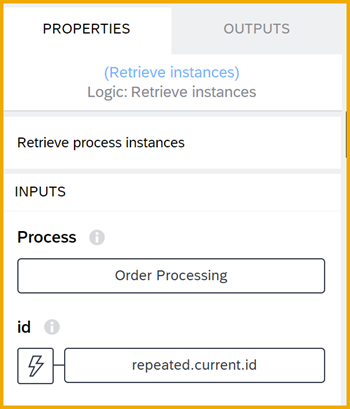 PROPERTIES
OUTPUTS
(Retrieve instances)
Logic: Retrieve instances
Retrieve process instances
INPUTS
Process
Order Processing
id
repeated.current.id